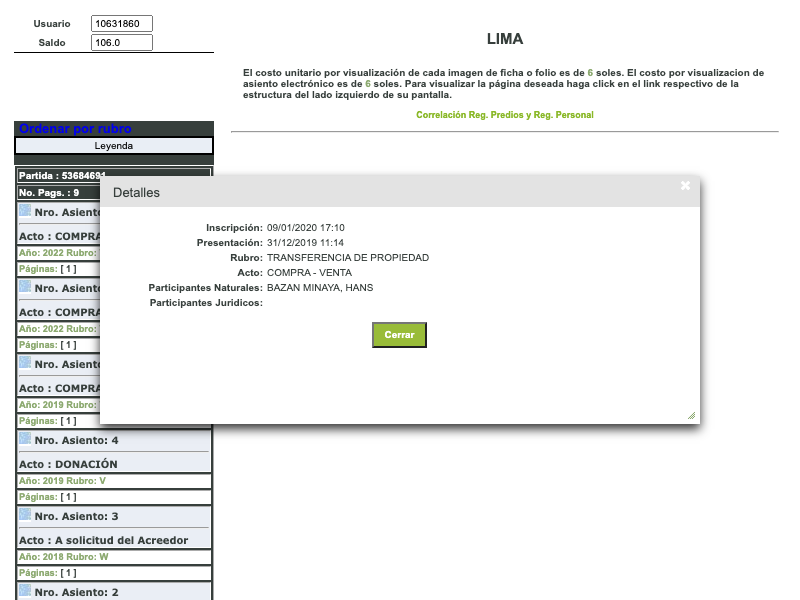 Usuario 10631860
Saldo 106.0
LIMA
El costo unitario por visualización de cada imagen de ficha o folio es de 6 soles. El costo por visualizacion de
asiento electrónico es de 6 soles. Para visualizar la página deseada haga click en el link respectivo de la
estructura del lado izquierdo de su pantalla.
Correlación Reg. Predios y Reg. Personal
Ordenar por rubro
Leyenda
Partida : 53684691
No. Pags. : 9
Nro. Asiento
Acto : COMPRA
Año: 2022 Rubro:
Páginas: [ 1 ]
Nro. Asiento
Acto : COMPRA
Año: 2022 Rubro:
Páginas: [ 1 ]
Nro. Asiento
Acto : COMPRA
Año: 2019 Rubro:
Páginas: [ 1 ]
Nro. Asiento: 4
Acto : DONACIÓN
Año: 2019 Rubro: V
Páginas: [ 1 ]
Nro. Asiento: 3
Acto : A solicitud del Acreedor
Año: 2018 Rubro: W
Páginas: [ 1 ]
Nro. Asiento: 2
Detalles
Inscripción: 09/01/2020 17:10
Presentación: 31/12/2019 11:14
Rubro: TRANSFERENCIA DE PROPIEDAD
Acto: COMPRA - VENTA
Participantes Naturales: BAZAN MINAYA, HANS
Participantes Juridicos:
Cerrar